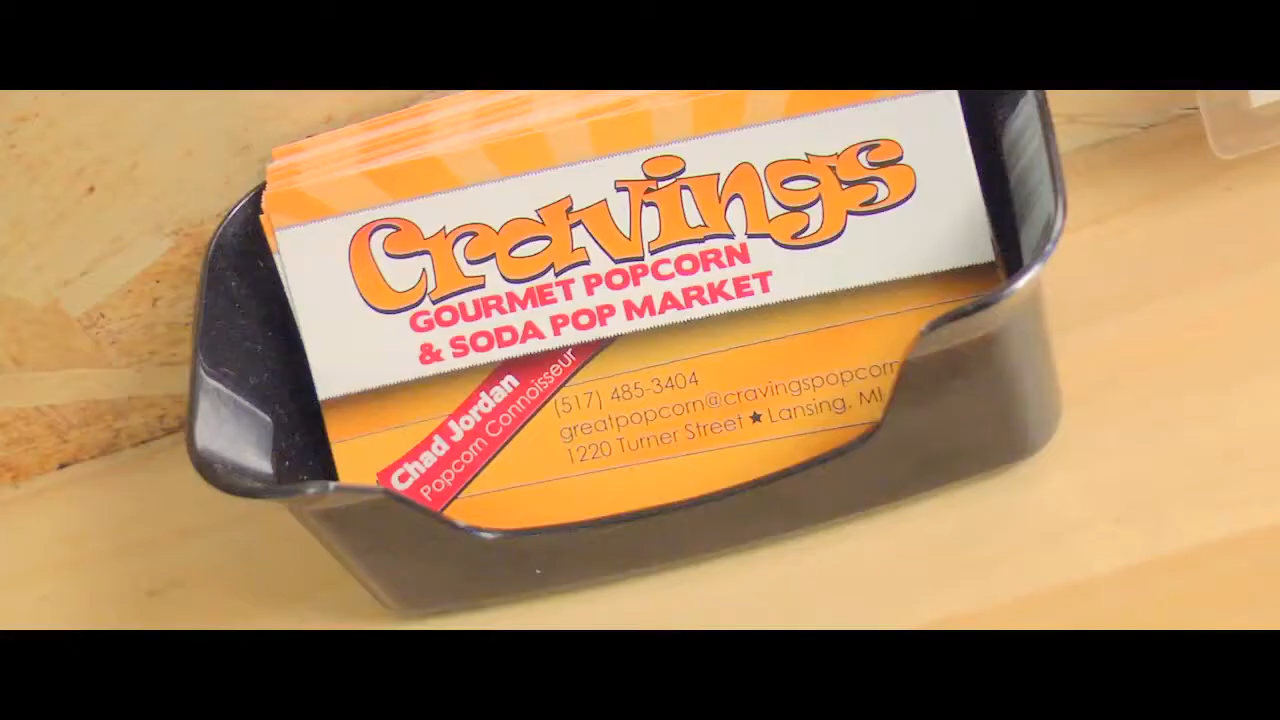 Cravings
GOURMET POPCORN
& SODA POP MARKET
Chad Jordan
Popcorn Connoisseur
(517) 485-3404
greatpopcorn@cravingspopcorn
1220 Turner Street ★ Lansing, MI